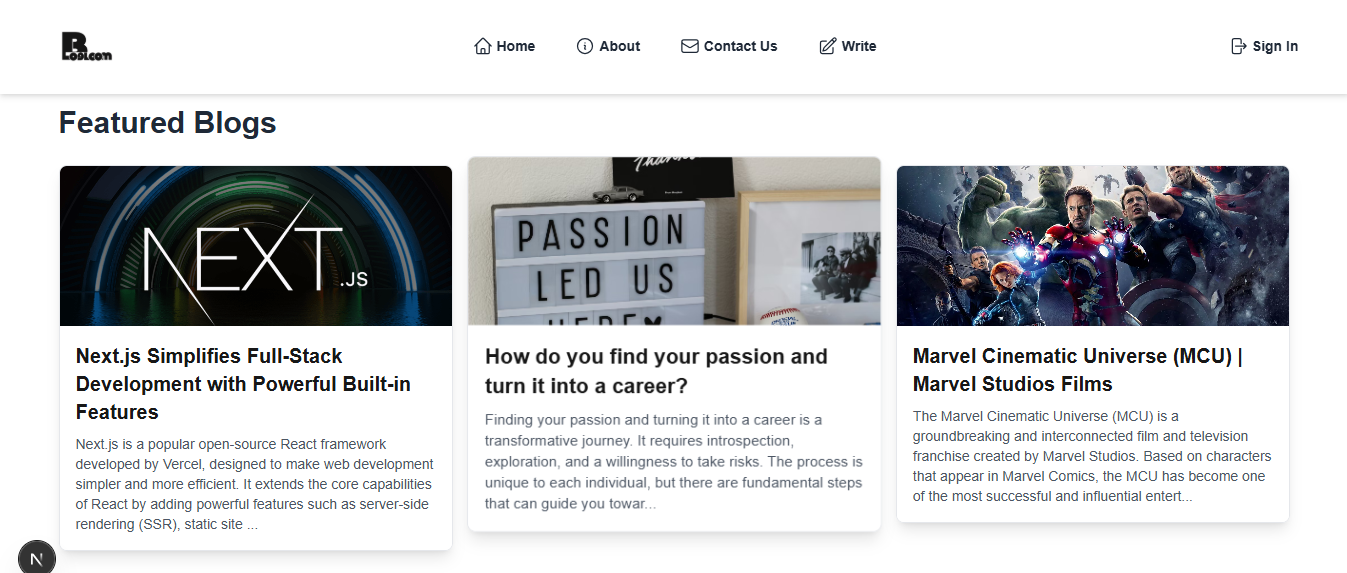 Home
About
Contact Us
Write
Sign In
Featured Blogs
NEXT.JS
Next.js Simplifies Full-Stack
Development with Powerful Built-in
Features
Next.js is a popular open-source React framework
developed by Vercel, designed to make web development
simpler and more efficient. It extends the core capabilities
of React by adding powerful features such as server-side
rendering (SSR), static site ...
PASSION
LED US
HERE
How do you find your passion and
turn it into a career?
Finding your passion and turning it into a career is a
transformative journey. It requires introspection,
exploration, and a willingness to take risks. The process is
unique to each individual, but there are fundamental steps
that can guide you towar...
Marvel Cinematic Universe (MCU) |
Marvel Studios Films
The Marvel Cinematic Universe (MCU) is a
groundbreaking and interconnected film and television
franchise created by Marvel Studios. Based on characters
that appear in Marvel Comics, the MCU has become one
of the most successful and influential entert...
N